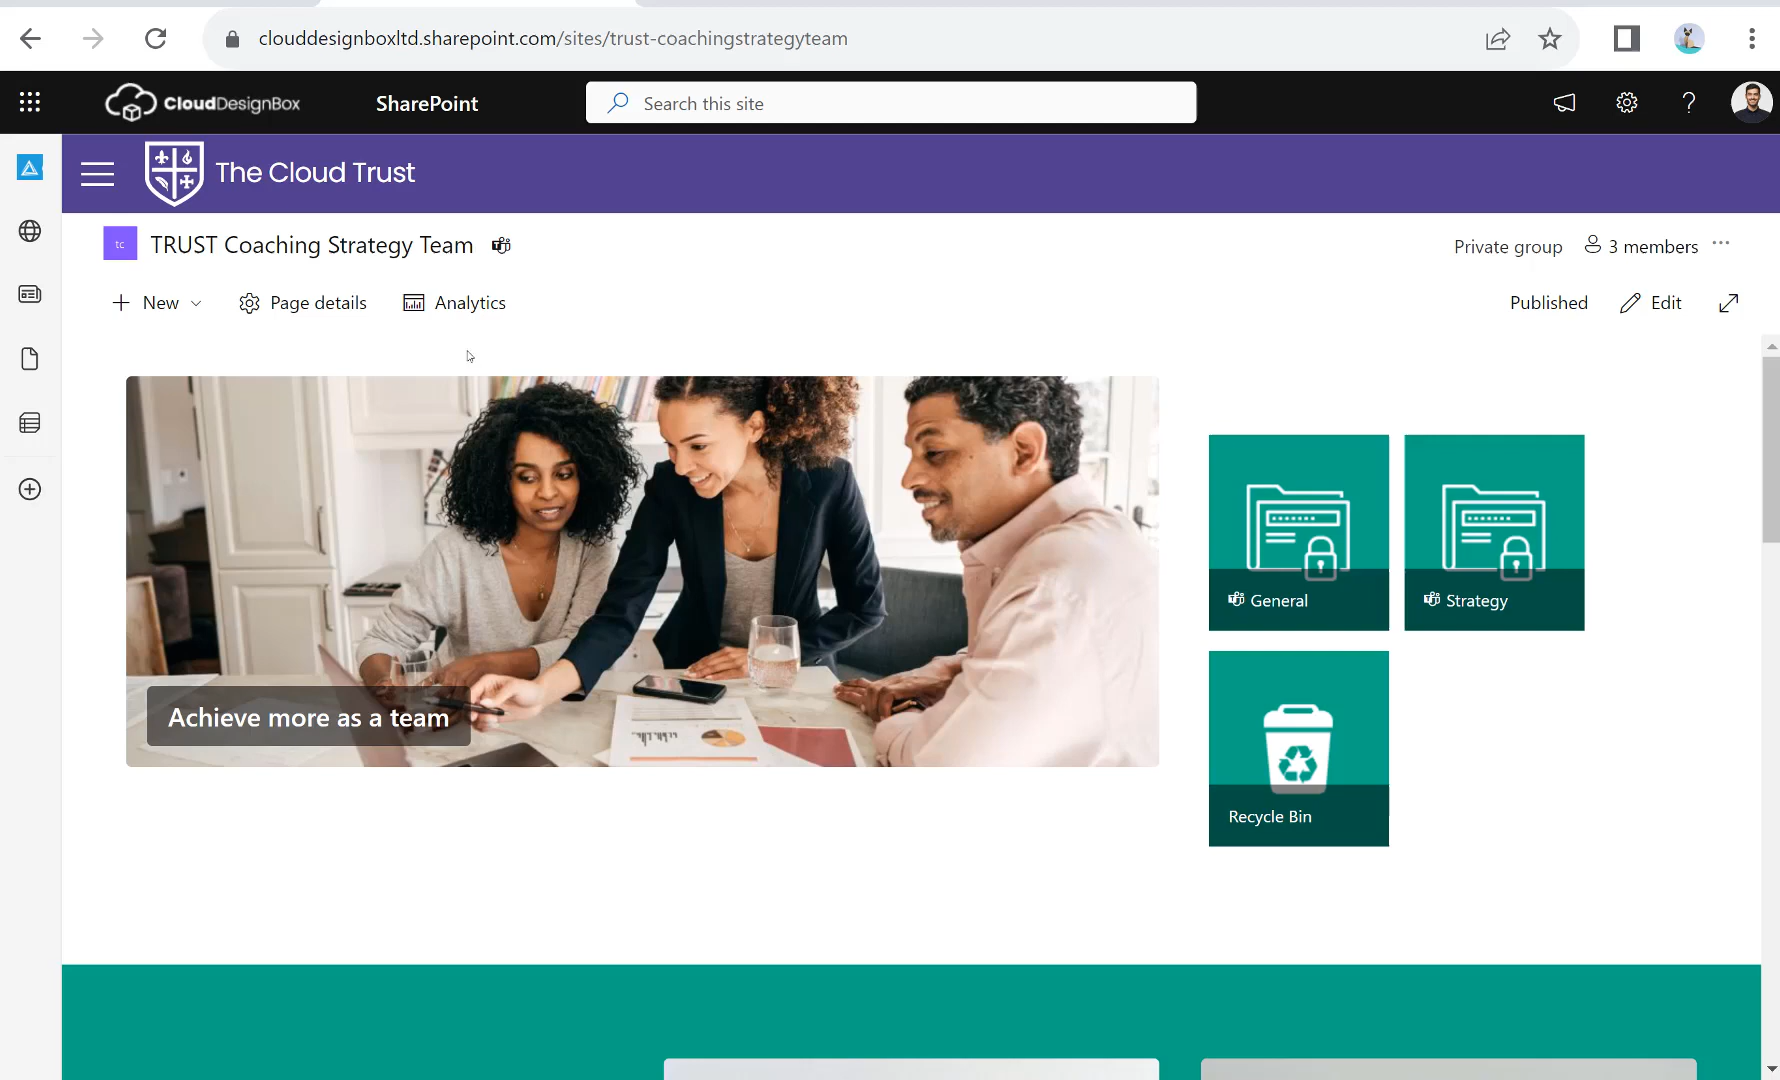 clouddesignboxltd.sharepoint.com/sites/trust-coachingstrategyteam
CloudDesignBox
SharePoint
Search this site
?
The Cloud Trust
tc
TRUST Coaching Strategy Team
Private group
3 members
New
Page details
Analytics
Published
Edit
Achieve more as a team
General
Strategy
Recycle Bin